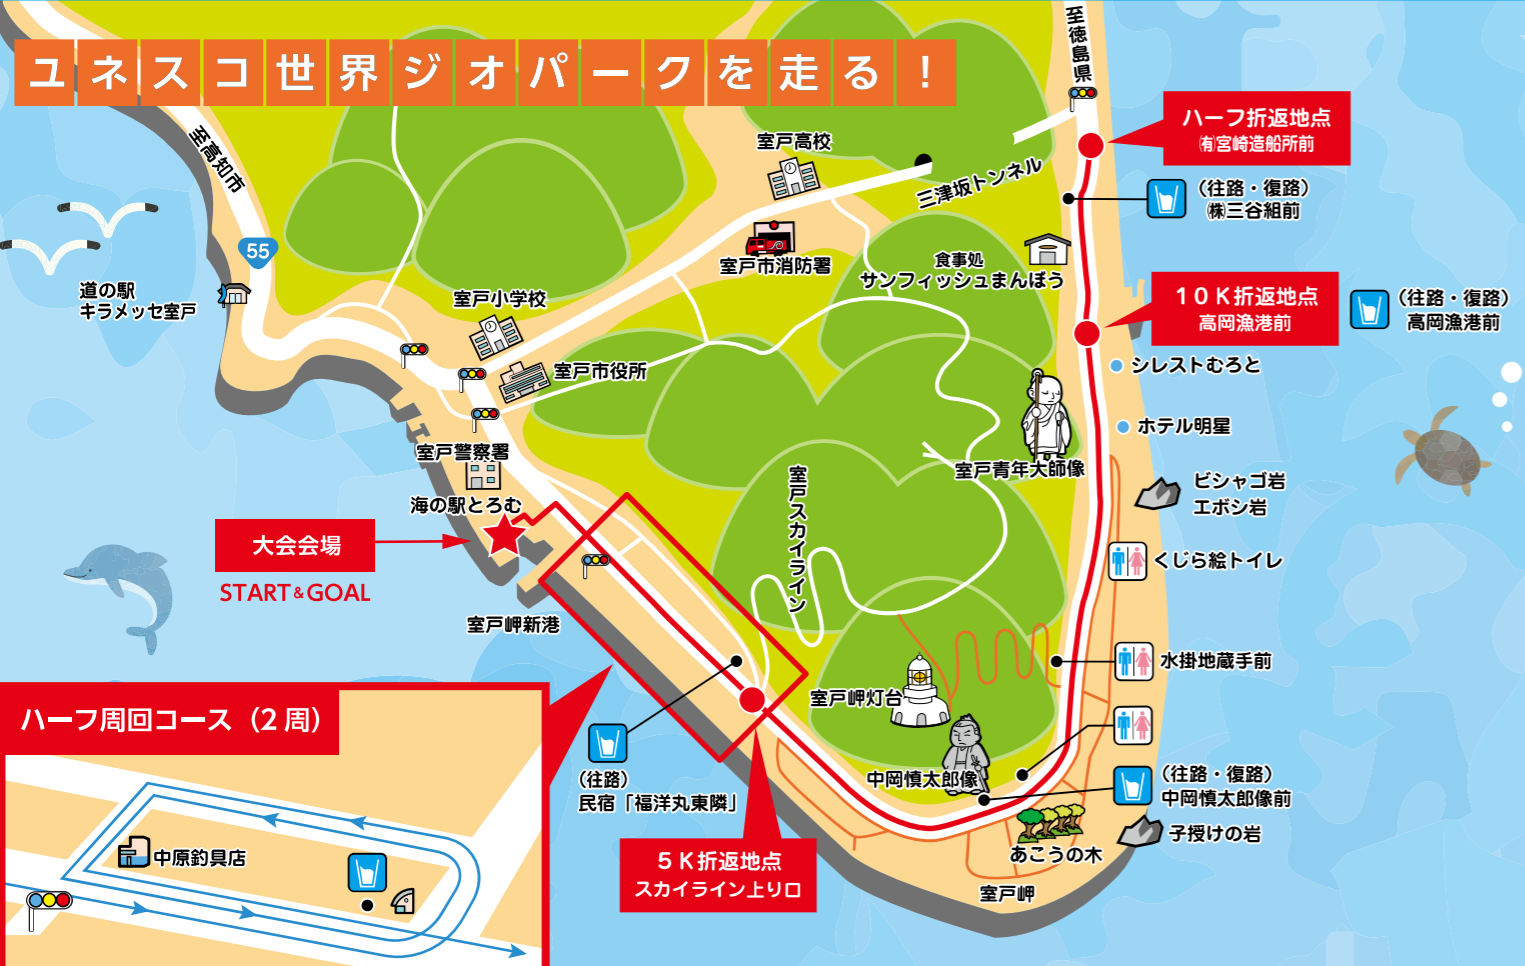 ユネスコ世界ジオパークを走る！
至徳島県
ハーフ折返地点
㈲宮崎造船所前
至高知市
室戸高校
三津坂トンネル
（往路・復路）
㈱三谷組前
55
室戸市消防署
食事処
サンフィッシュまんぼう
道の駅
キラメッセ室戸
室戸小学校
１０Ｋ折返地点
高岡漁港前
（往路・復路）
高岡漁港前
室戸市役所
シレストむろと
ホテル明星
室戸警察署
室戸青年大師像
室戸スカイライン
ビシャゴ岩
エボシ岩
海の駅とろむ
大会会場
START&GOAL
くじら絵トイレ
室戸岬新港
水掛地蔵手前
室戸岬灯台
ハーフ周回コース（2周）
（往路）
民宿「福洋丸東隣」
中岡慎太郎像
（往路・復路）
中岡慎太郎像前
子授けの岩
あこうの木
中原釣具店
５Ｋ折返地点
スカイライン上り口
室戸岬